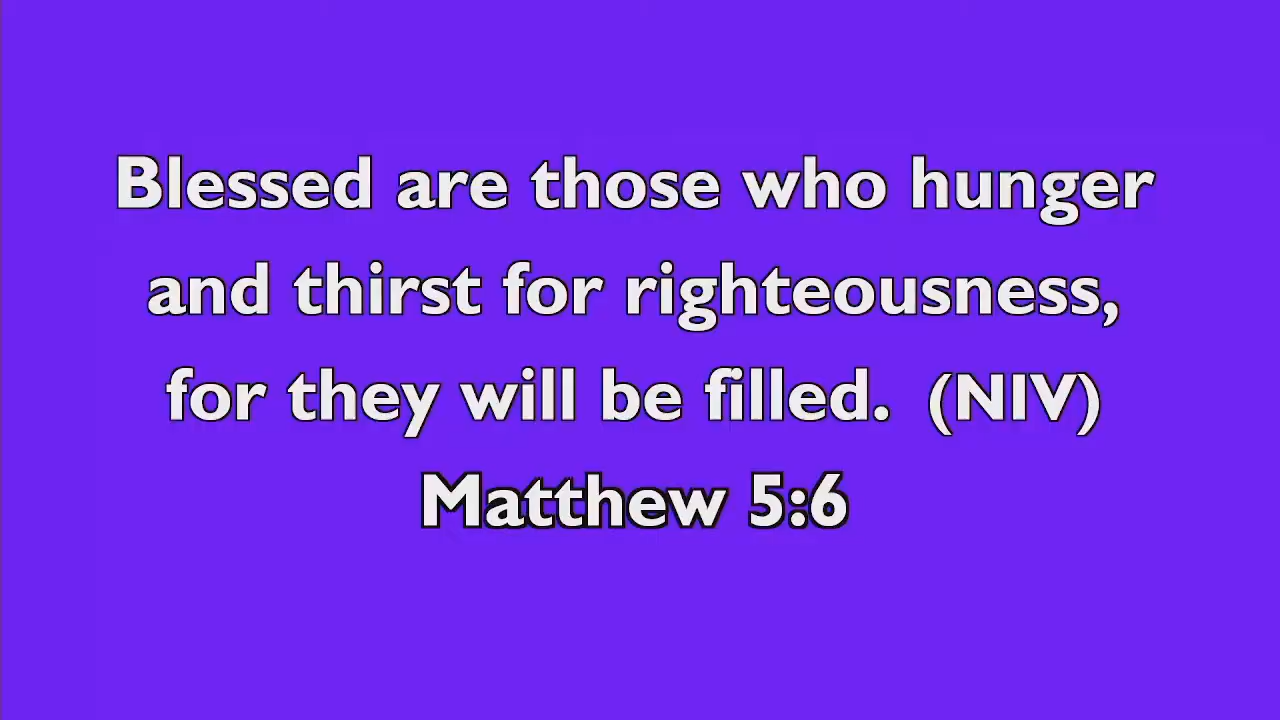 Blessed are those who hunger
and thirst for righteousness,
for they will be filled.  (NIV)
Matthew 5:6